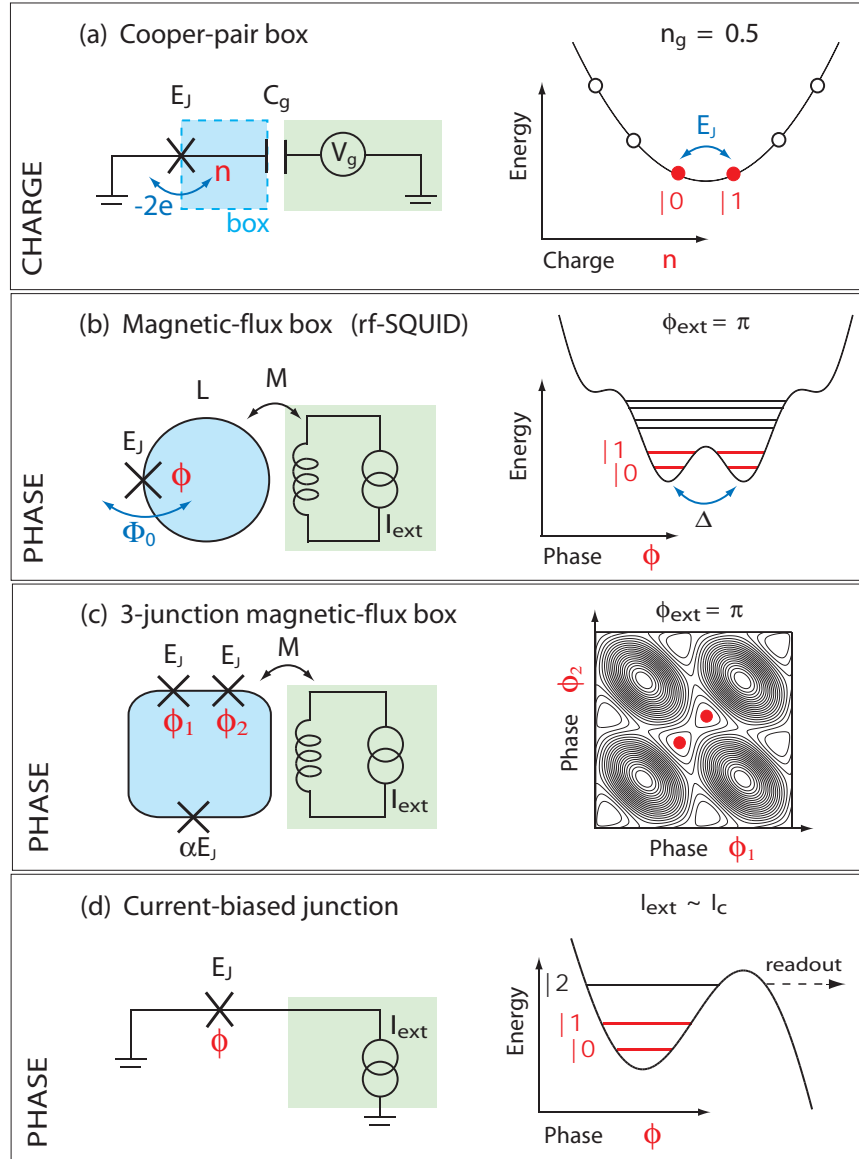 (a) Cooper-pair box
n_g = 0.5
E_J
C_g
V_g
n
-2e
box
CHARGE
Energy
E_J
|0
|1
Charge n
(b) Magnetic-flux box (rf-SQUID)
ϕ_ext = π
L
M
E_J
ϕ
Φ_0
I_ext
PHASE
Energy
|1
|0
Δ
Phase ϕ
(c) 3-junction magnetic-flux box
ϕ_ext = π
E_J
E_J
M
ϕ_1
ϕ_2
I_ext
αE_J
PHASE
Phase ϕ_2
Phase ϕ_1
(d) Current-biased junction
I_ext ~ I_c
E_J
ϕ
I_ext
PHASE
Energy
readout
|2
|1
|0
Phase ϕ